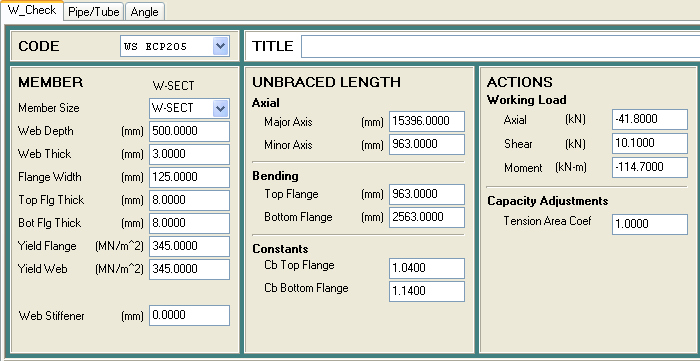 W_Check Pipe/Tube Angle
CODE WS ECP205 TITLE
MEMBER W-SECT
Member Size W-SECT
Web Depth (mm) 500.0000
Web Thick (mm) 3.0000
Flange Width (mm) 125.0000
Top Flg Thick (mm) 8.0000
Bot Flg Thick (mm) 8.0000
Yield Flange (MN/m^2) 345.0000
Yield Web (MN/m^2) 345.0000
Web Stiffener (mm) 0.0000
UNBRACED LENGTH
Axial
Major Axis (mm) 15396.0000
Minor Axis (mm) 963.0000
Bending
Top Flange (mm) 963.0000
Bottom Flange (mm) 2563.0000
Constants
Cb Top Flange 1.0400
Cb Bottom Flange 1.1400
ACTIONS
Working Load
Axial (kN) -41.8000
Shear (kN) 10.1000
Moment (kN-m) -114.7000
Capacity Adjustments
Tension Area Coef 1.0000